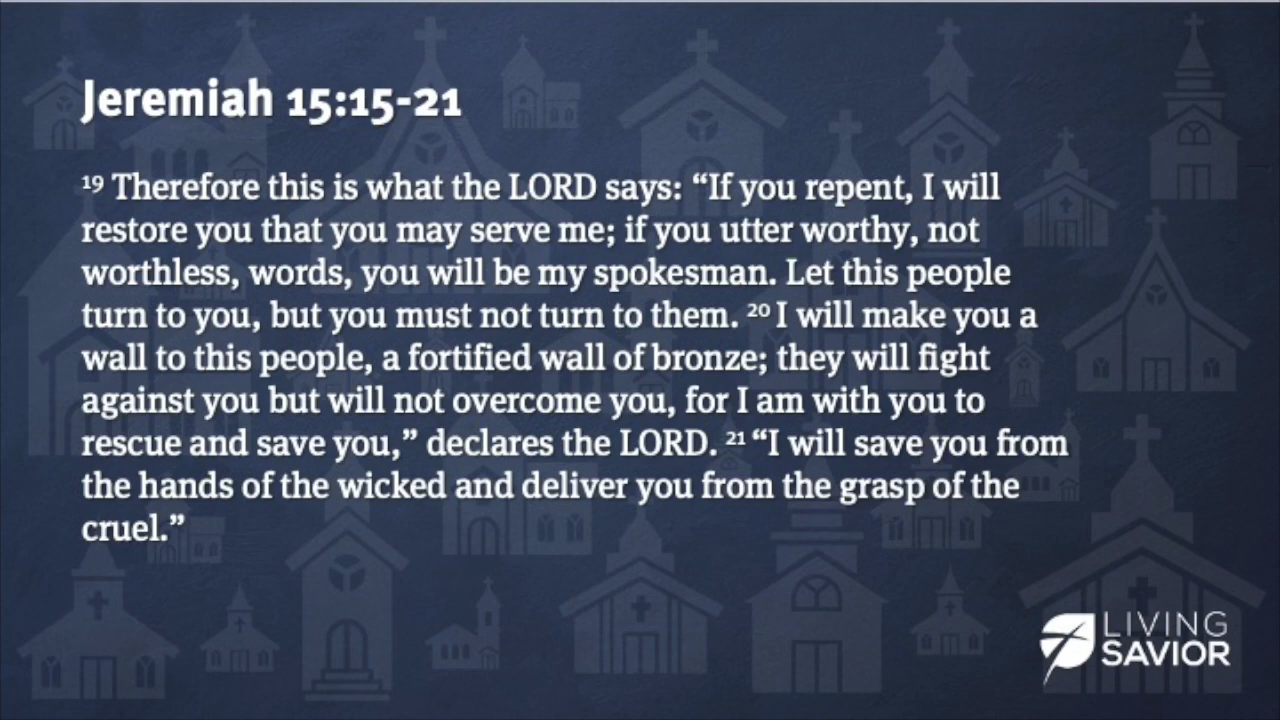 Jeremiah 15:15-21
¹⁹ Therefore this is what the LORD says: “If you repent, I will
restore you that you may serve me; if you utter worthy, not
worthless, words, you will be my spokesman. Let this people
turn to you, but you must not turn to them. ²⁰ I will make you a
wall to this people, a fortified wall of bronze; they will fight
against you but will not overcome you, for I am with you to
rescue and save you,” declares the LORD. ²¹ “I will save you from
the hands of the wicked and deliver you from the grasp of the
cruel.”
LIVING
SAVIOR